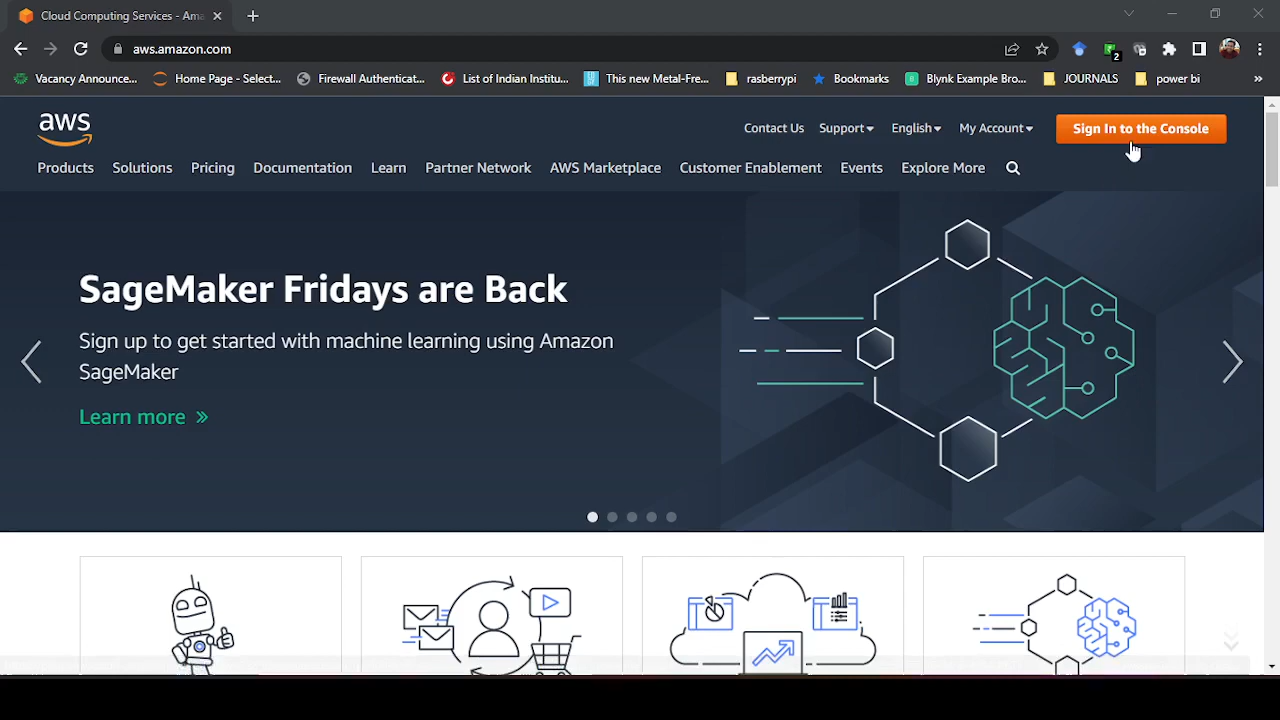 Cloud Computing Services - Ama
aws.amazon.com
2
Vacancy Announce...
Home Page - Select...
Firewall Authenticat...
List of Indian Institu...
This new Metal-Fre...
rasberrypi
Bookmarks
Blynk Example Bro...
JOURNALS
power bi
»
aws
Contact Us
Support
English
My Account
Sign In to the Console
Products
Solutions
Pricing
Documentation
Learn
Partner Network
AWS Marketplace
Customer Enablement
Events
Explore More
SageMaker Fridays are Back
Sign up to get started with machine learning using Amazon
SageMaker
Learn more »